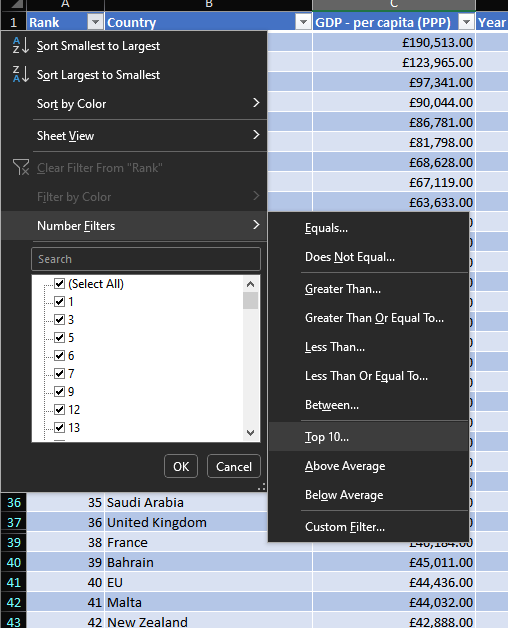 A B C
1 Rank Country GDP - per capita (PPP) Year
Sort Smallest to Largest
£190,513.00
£123,965.00
Sort Largest to Smallest
£97,341.00
£90,044.00
Sort by Color
£86,781.00
Sheet View
£81,798.00
£68,628.00
Clear Filter From "Rank"
£67,119.00
Filter by Color
£63,633.00
Number Filters
Equals...
Search
Does Not Equal...
(Select All)
Greater Than...
1
3
Greater Than Or Equal To...
5
Less Than...
6
7
Less Than Or Equal To...
9
Between...
12
13
Top 10...
OK
Cancel
Above Average
Below Average
36 35 Saudi Arabia
37 36 United Kingdom
Custom Filter...
39 38 France
40 39 Bahrain £45,011.00
41 40 EU £44,436.00
42 41 Malta £44,032.00
43 42 New Zealand £42,888.00